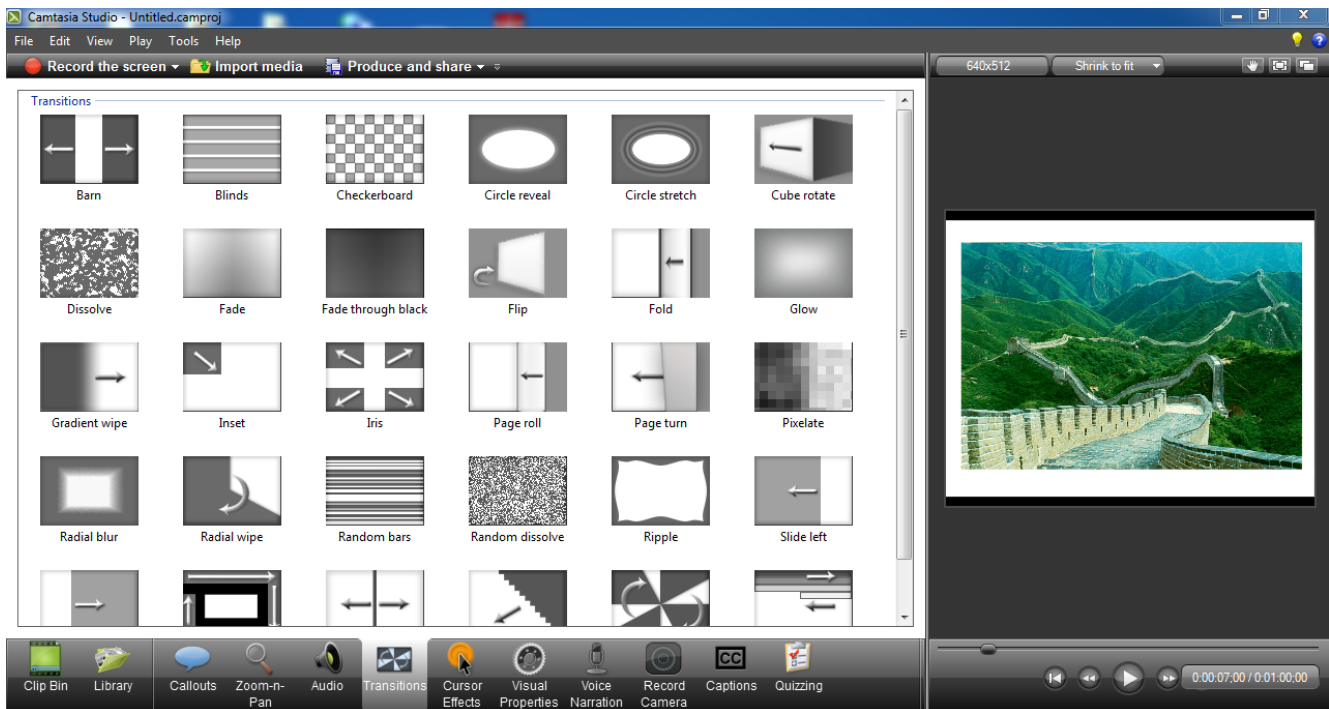 Camtasia Studio - Untitled.camproj
File Edit View Play Tools Help
Record the screen Import media Produce and share
640x512 Shrink to fit
Transitions
Barn Blinds Checkerboard Circle reveal Circle stretch Cube rotate
Dissolve Fade Fade through black Flip Fold Glow
Gradient wipe Inset Iris Page roll Page turn Pixelate
Radial blur Radial wipe Random bars Random dissolve Ripple Slide left
CC
Clip Bin Library Callouts Zoom-n- Audio Transitions Cursor Visual Voice Record Captions Quizzing
Pan Effects Properties Narration Camera
0:00:07;00 / 0:01:00;00